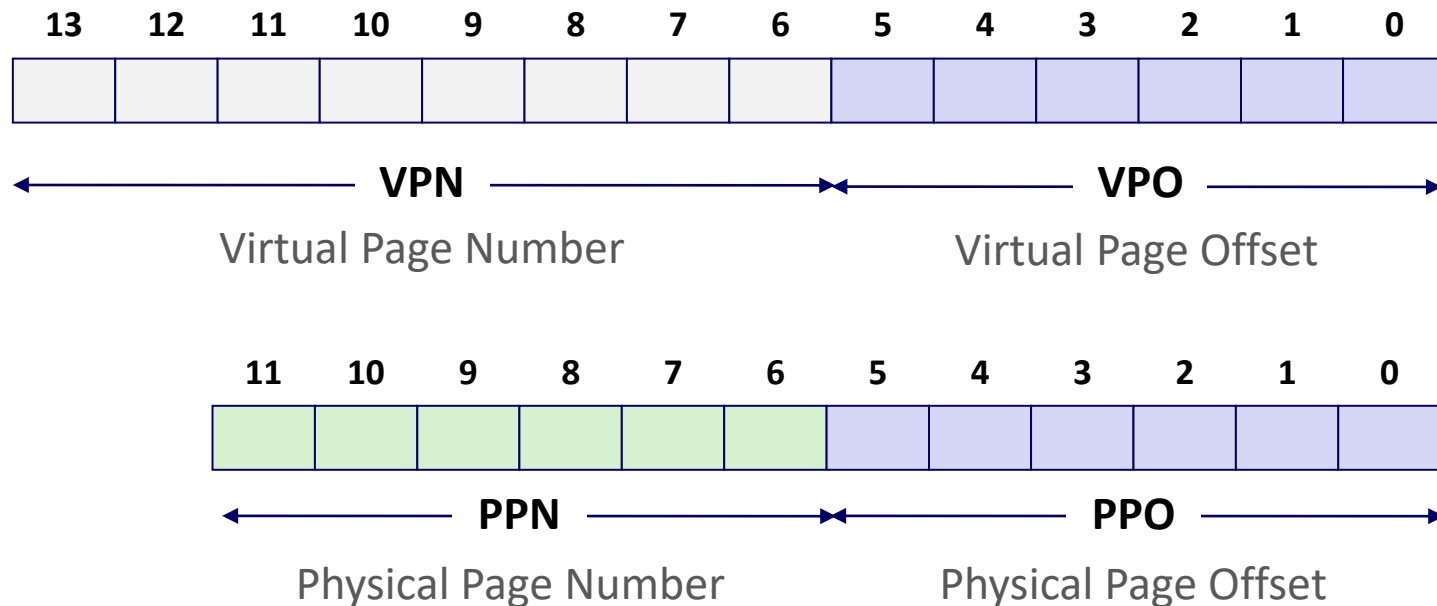 13 12 11 10 9 8 7 6 5 4 3 2 1 0
VPN VPO
Virtual Page Number Virtual Page Offset
11 10 9 8 7 6 5 4 3 2 1 0
PPN PPO
Physical Page Number Physical Page Offset